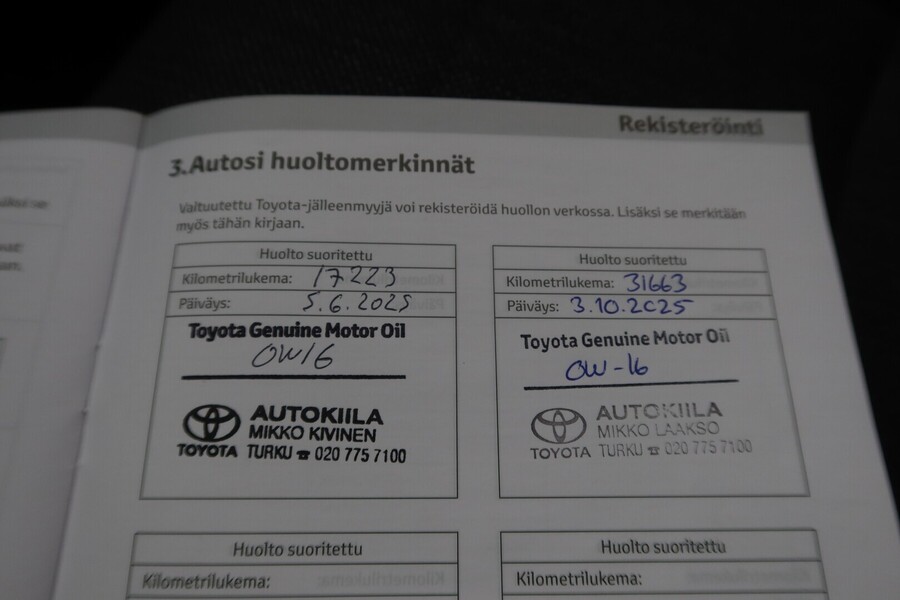 Rekisteröinti
3. Autosi huoltomerkinnät
Valtuutettu Toyota-jälleenmyyjä voi rekisteröidä huollon verkossa. Lisäksi se merkitään
myös tähän kirjaan.
Huolto suoritettu
Kilometrilukema: 17223
Päiväys: 5.6.2025
Toyota Genuine Motor Oil
0W16
AUTOKIILA
MIKKO KIVINEN
TOYOTA TURKU ☎ 020 775 7100
Huolto suoritettu
Kilometrilukema: 31663
Päiväys: 3.10.2025
Toyota Genuine Motor Oil
0W-16
AUTOKIILA
MIKKO LAAKSO
TOYOTA TURKU ☎ 020 775 7100
Huolto suoritettu
Kilometrilukema:
Huolto suoritettu
Kilometrilukema: